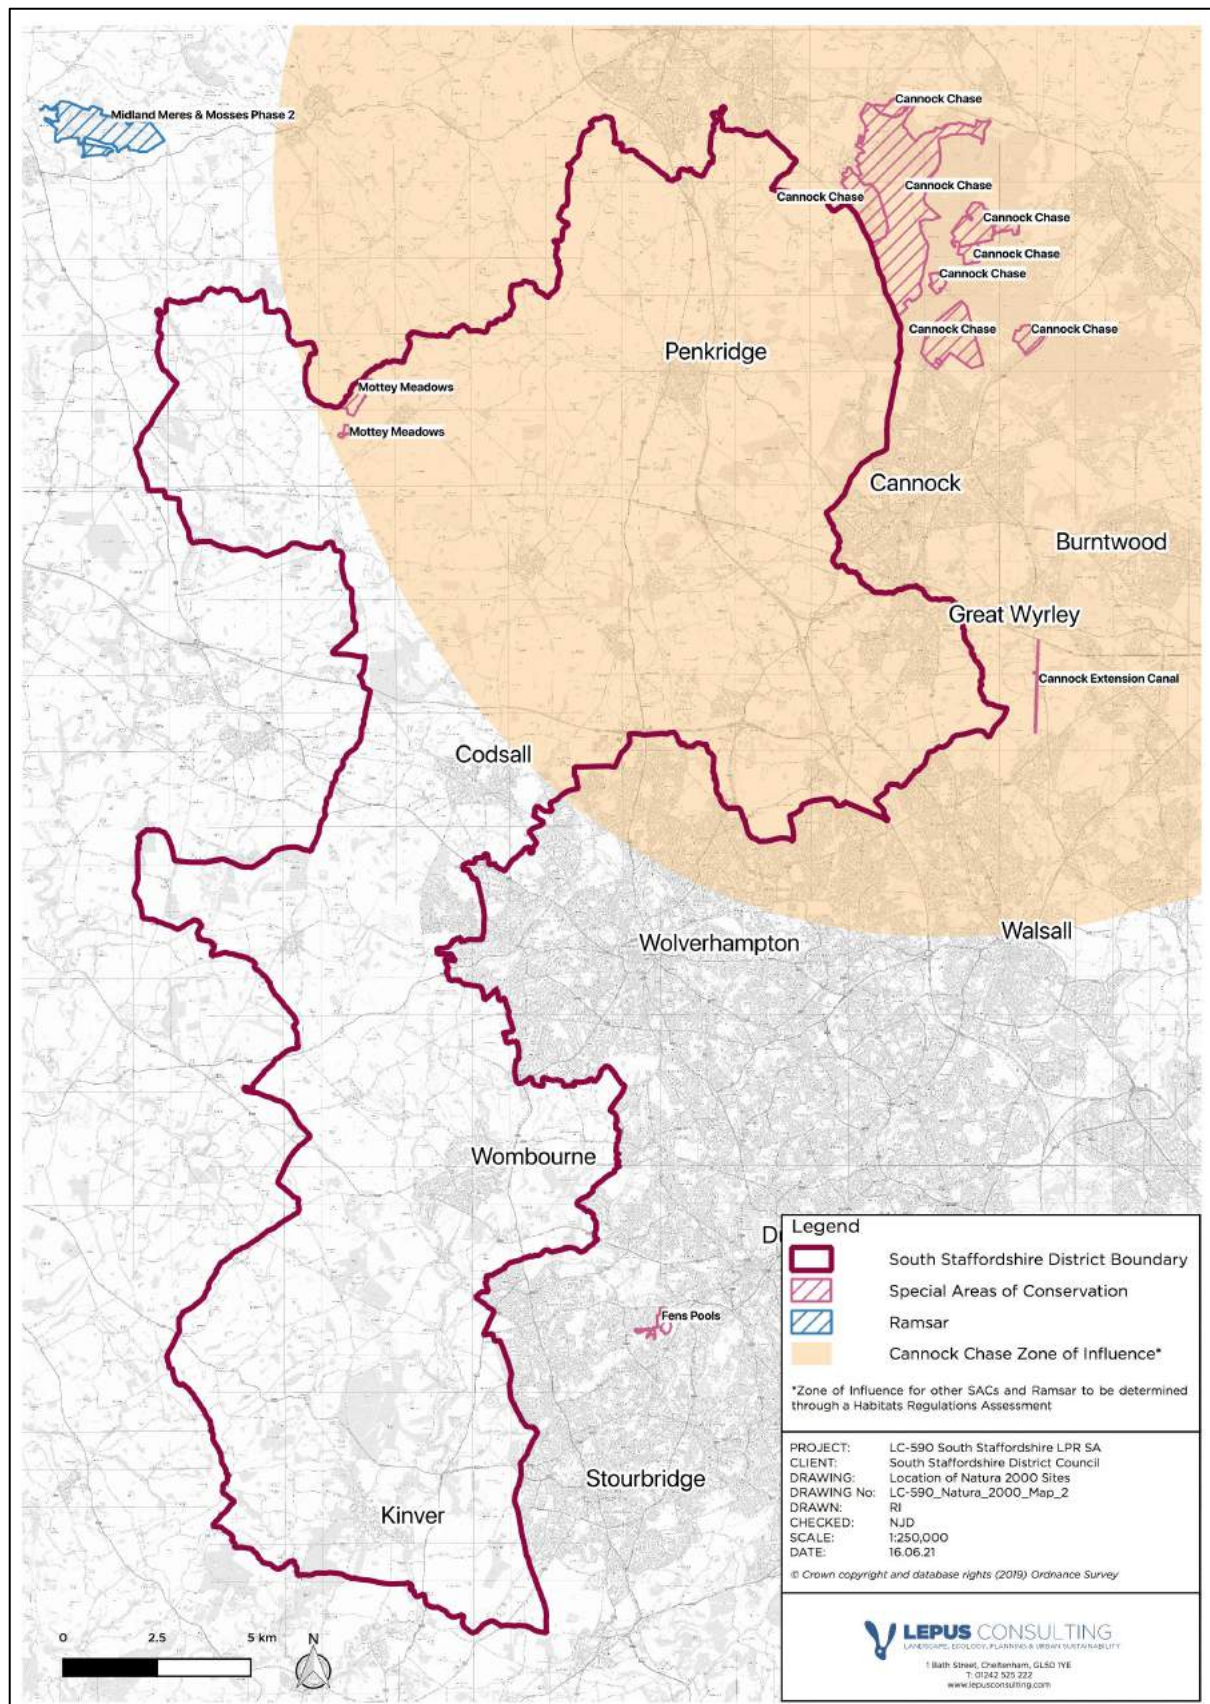 Midland Meres & Mosses Phase 2
Cannock Chase
Cannock Chase
Cannock Chase
Cannock Chase
Cannock Chase
Cannock Chase
Cannock Chase
Cannock Chase
Penkridge
Mottey Meadows
Mottey Meadows
Cannock
Burntwood
Great Wyrley
Cannock Extension Canal
Codsall
Walsall
Wolverhampton
Wombourne
Fens Pools
Stourbridge
Kinver
Legend
South Staffordshire District Boundary
Special Areas of Conservation
Ramsar
Cannock Chase Zone of Influence*
*Zone of Influence for other SACs and Ramsar to be determined
through a Habitats Regulations Assessment
PROJECT: LC-590 South Staffordshire LPR SA
CLIENT: South Staffordshire District Council
DRAWING: Location of Natura 2000 Sites
DRAWING No: LC-590_Natura_2000_Map_2
DRAWN: RI
CHECKED: NJD
SCALE: 1:250,000
DATE: 16.06.21
© Crown copyright and database rights (2019) Ordnance Survey
LEPUS CONSULTING
LANDSCAPE, ECOLOGY, PLANNING & URBAN SUSTAINABILITY
1 Bath Street, Cheltenham, GL50 1YE
T: 01242 525 222
www.lepusconsulting.com
0 2.5 5 km
N